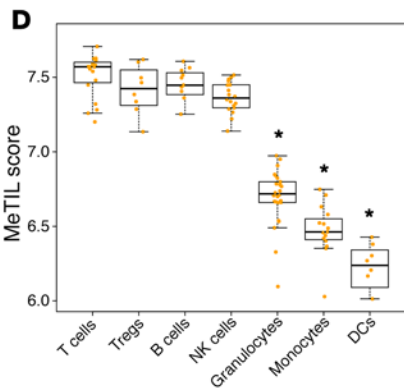 D
MeTIL score
7.5
7.0
6.5
6.0
*
*
*
T cells
Tregs
B cells
NK cells
Granulocytes
Monocytes
DCs